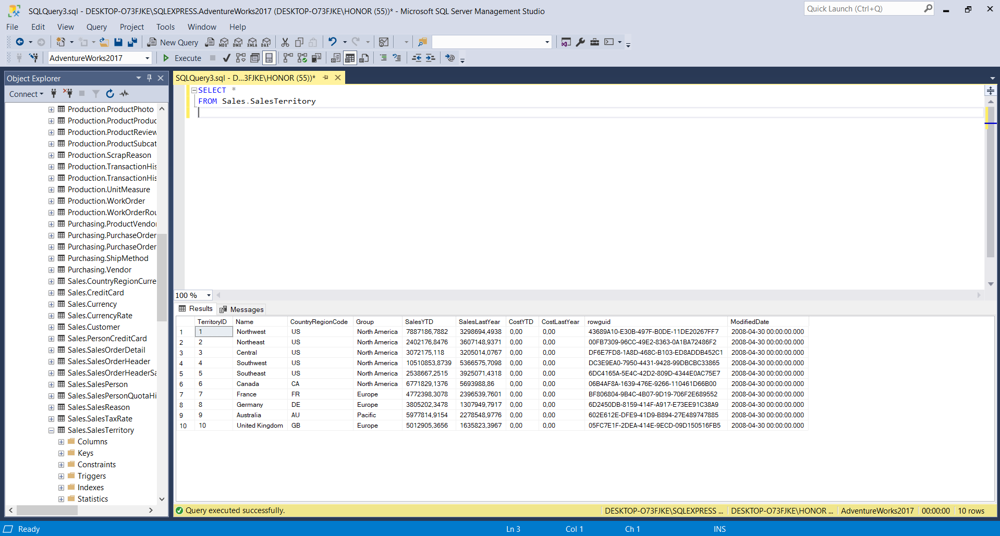 SQLQuery3.sql - DESKTOP-O73FJKE\SQLEXPRESS.AdventureWorks2017 (DESKTOP-O73FJKE\HONOR (55))* - Microsoft SQL Server Management Studio
Quick Launch (Ctrl+Q)
File Edit View Query Project Tools Window Help
New Query MDX DMX XMLA DAX
AdventureWorks2017 Execute
Object Explorer
Connect
Production.ProductPhoto
Production.ProductProduc
Production.ProductReview
Production.ProductSubcat
Production.ScrapReason
Production.TransactionHis
Production.TransactionHis
Production.UnitMeasure
Production.WorkOrder
Production.WorkOrderRou
Purchasing.ProductVendor
Purchasing.PurchaseOrder
Purchasing.PurchaseOrder
Purchasing.ShipMethod
Purchasing.Vendor
Sales.CountryRegionCurre
Sales.CreditCard
Sales.Currency
Sales.CurrencyRate
Sales.Customer
Sales.PersonCreditCard
Sales.SalesOrderDetail
Sales.SalesOrderHeader
Sales.SalesOrderHeaderSa
Sales.SalesPerson
Sales.SalesPersonQuotaHi
Sales.SalesReason
Sales.SalesTaxRate
Sales.SalesTerritory
Columns
Keys
Constraints
Triggers
Indexes
Statistics
SQLQuery3.sql - D...3FJKE\HONOR (55))*
SELECT *
FROM Sales.SalesTerritory
100 %
Results Messages
TerritoryID Name CountryRegionCode Group SalesYTD SalesLastYear CostYTD CostLastYear rowguid ModifiedDate
1 1 Northwest US North America 7887186,7882 3298694,4938 0,00 0,00 43689A10-E30B-497F-B0DE-11DE20267FF7 2008-04-30 00:00:00.000
2 2 Northeast US North America 2402176,8476 3607148,9371 0,00 0,00 00FB7309-96CC-49E2-8363-0A1BA72486F2 2008-04-30 00:00:00.000
3 3 Central US North America 3072175,118 3205014,0767 0,00 0,00 DF6E7FD8-1A8D-468C-B103-ED8ADDB452C1 2008-04-30 00:00:00.000
4 4 Southwest US North America 10510853,8739 5366575,7098 0,00 0,00 DC3E9EA0-7950-4431-9428-99DBCBC33865 2008-04-30 00:00:00.000
5 5 Southeast US North America 2538667,2515 3925071,4318 0,00 0,00 6DC4165A-5E4C-42D2-809D-4344E0AC75E7 2008-04-30 00:00:00.000
6 6 Canada CA North America 6771829,1376 5693988,86 0,00 0,00 06B4AF8A-1639-476E-9266-110461D66B00 2008-04-30 00:00:00.000
7 7 France FR Europe 4772398,3078 2396539,7601 0,00 0,00 BF806804-9B4C-4B07-9D19-706F2E689552 2008-04-30 00:00:00.000
8 8 Germany DE Europe 3805202,3478 1307949,7917 0,00 0,00 6D2450DB-8159-414F-A917-E73EE91C38A9 2008-04-30 00:00:00.000
9 9 Australia AU Pacific 5977814,9154 2278548,9776 0,00 0,00 602E612E-DFE9-41D9-B894-27E489747885 2008-04-30 00:00:00.000
10 10 United Kingdom GB Europe 5012905,3656 1635823,3967 0,00 0,00 05FC7E1F-2DEA-414E-9ECD-09D150516FB5 2008-04-30 00:00:00.000
Query executed successfully. DESKTOP-O73FJKE\SQLEXPRESS ... DESKTOP-O73FJKE\HONOR ... AdventureWorks2017 00:00:00 10 rows
Ready Ln 3 Col 1 Ch 1 INS